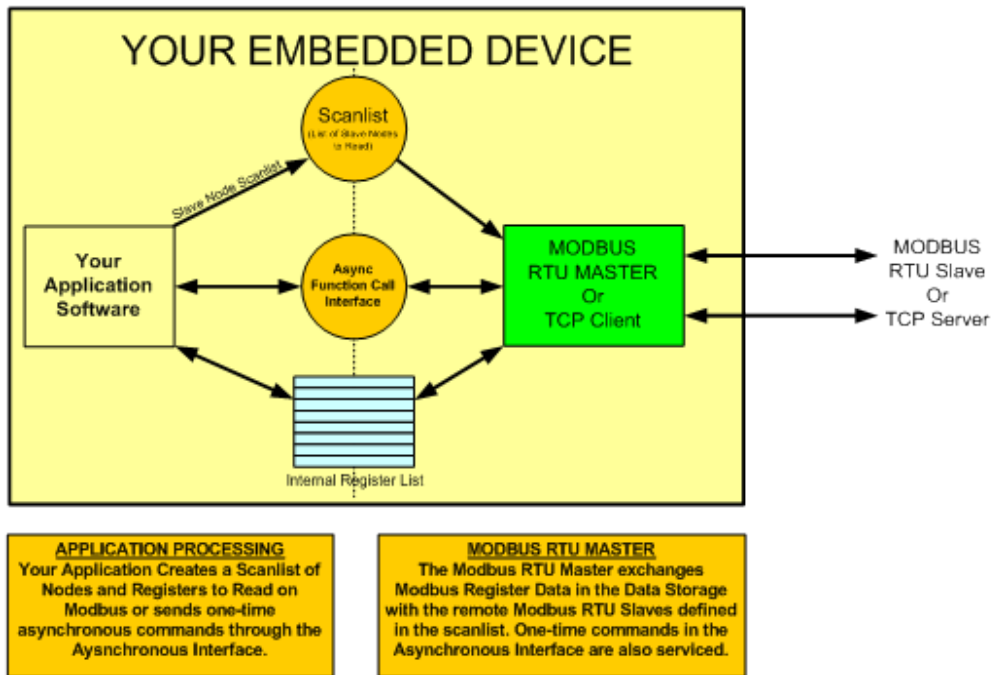 YOUR EMBEDDED DEVICE
Scanlist
(List of Slave Nodes
to Read)
Slave Node Scanlist
Your
Application
Software
Async
Function Call
Interface
MODBUS
RTU MASTER
Or
TCP Client
MODBUS
RTU Slave
Or
TCP Server
Internal Register List
APPLICATION PROCESSING
Your Application Creates a Scanlist of
Nodes and Registers to Read on
Modbus or sends one-time
asynchronous commands through the
Aysnchronous Interface.
MODBUS RTU MASTER
The Modbus RTU Master exchanges
Modbus Register Data in the Data Storage
with the remote Modbus RTU Slaves defined
in the scanlist. One-time commands in the
Asynchronous Interface are also serviced.